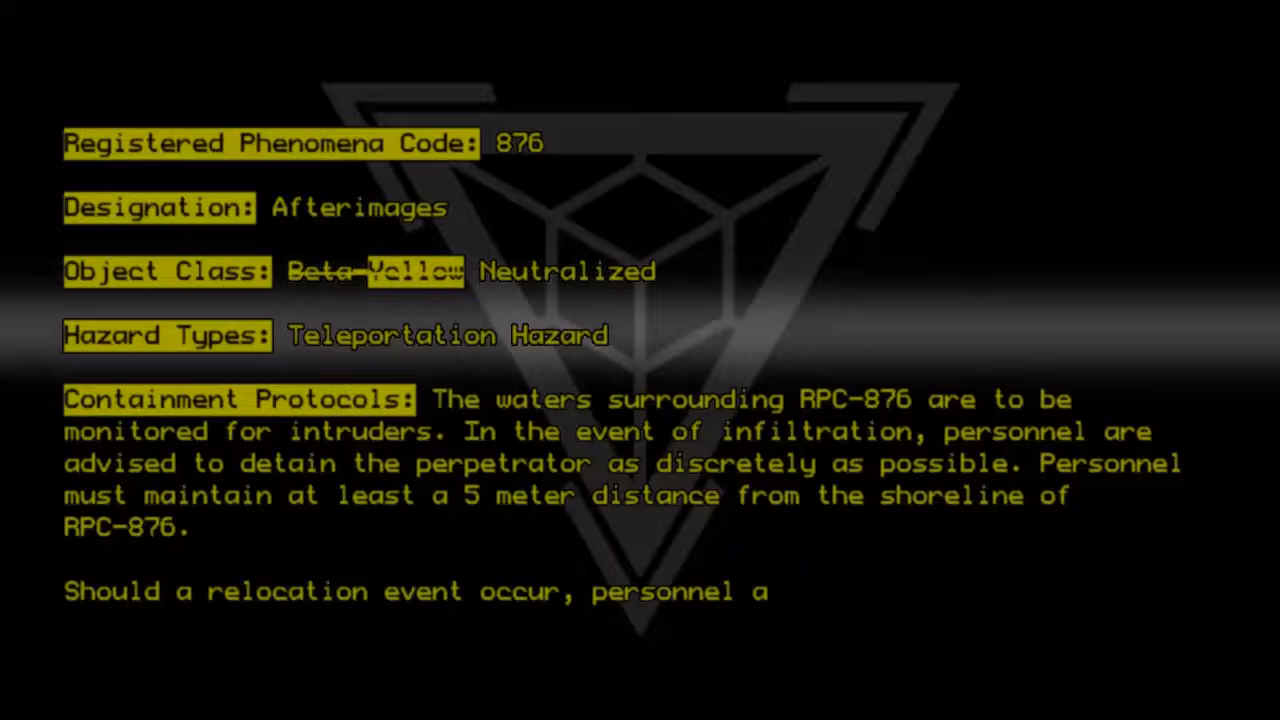 Registered Phenomena Code: 876
Designation: Afterimages
Object Class: Beta-Yellow Neutralized
Hazard Types: Teleportation Hazard
Containment Protocols: The waters surrounding RPC-876 are to be
monitored for intruders. In the event of infiltration, personnel are
advised to detain the perpetrator as discretely as possible. Personnel
must maintain at least a 5 meter distance from the shoreline of
RPC-876.
Should a relocation event occur, personnel a